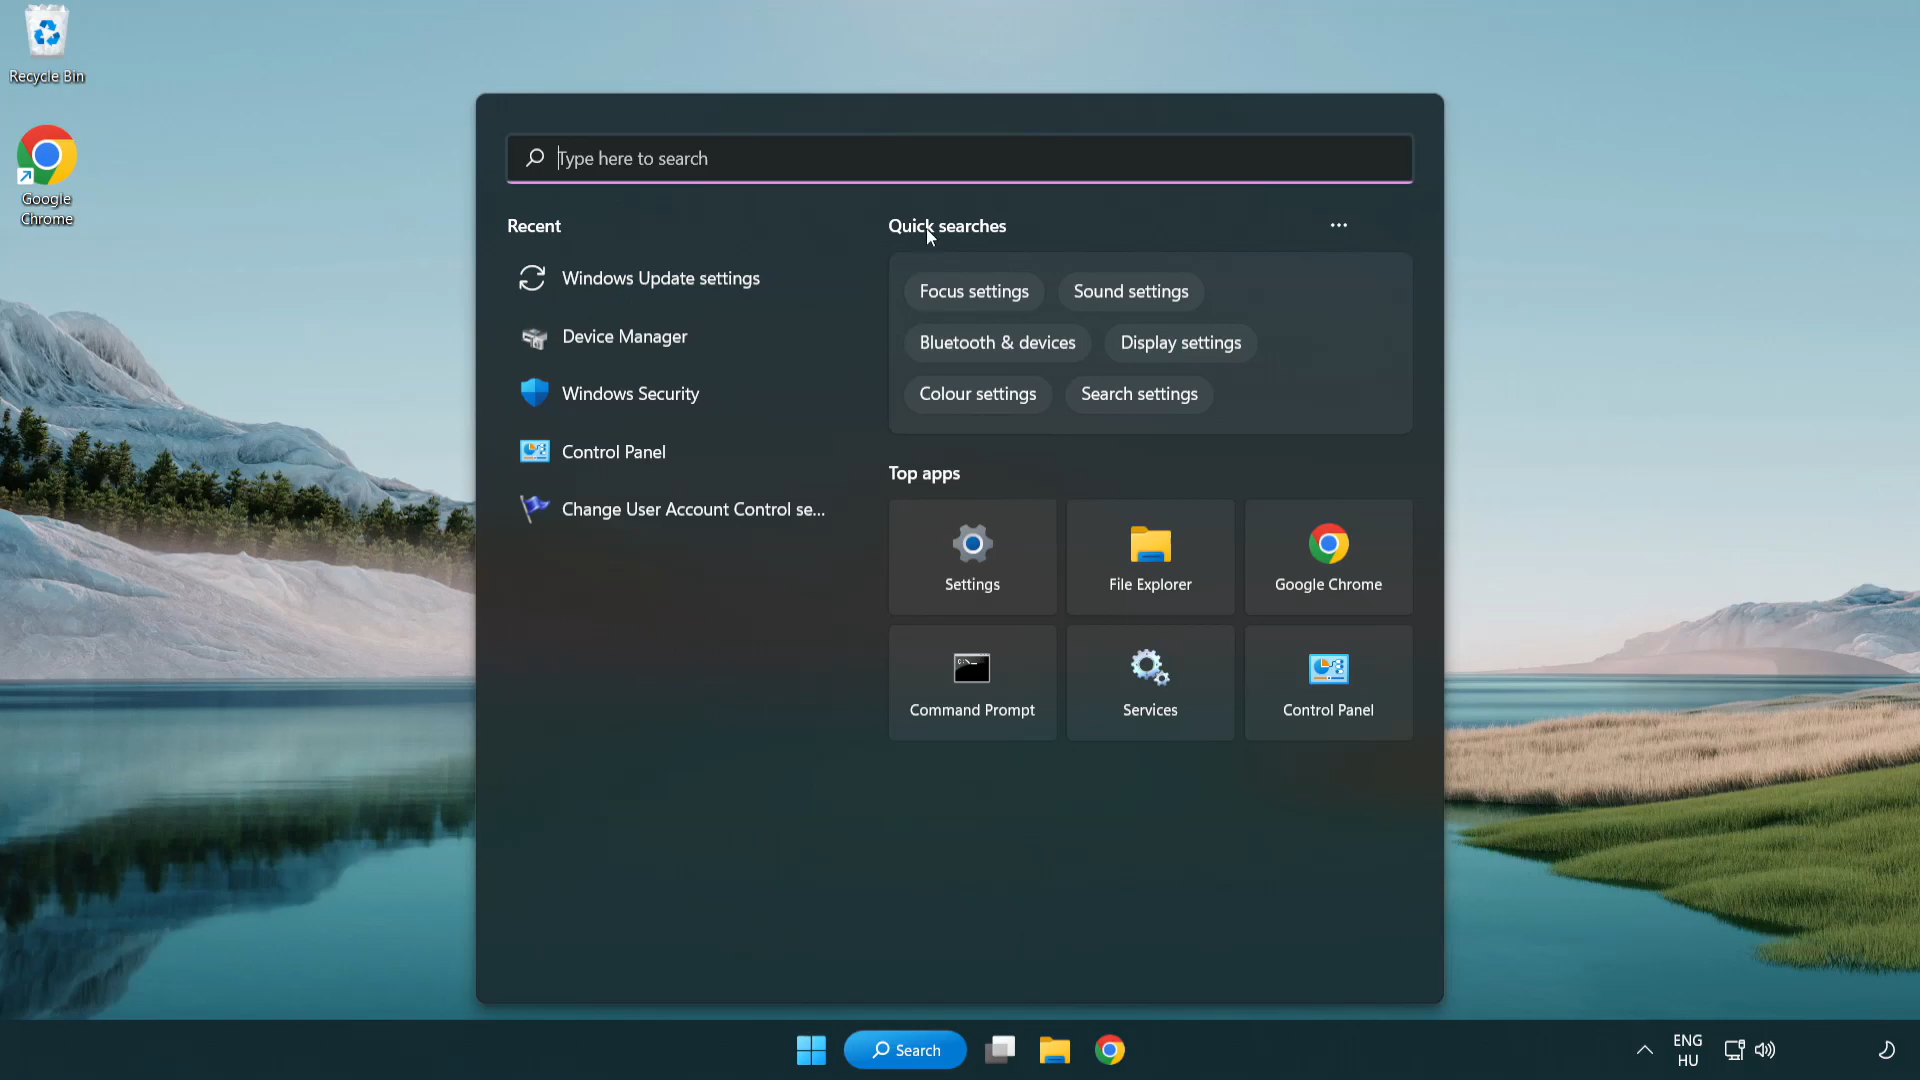 Recycle Bin
Google
Chrome
Type here to search
Recent
Windows Update settings
Device Manager
Windows Security
Control Panel
Change User Account Control se...
Quick searches
Focus settings
Sound settings
Bluetooth & devices
Display settings
Colour settings
Search settings
Top apps
Settings
File Explorer
Google Chrome
Command Prompt
Services
Control Panel
Search
ENG
HU